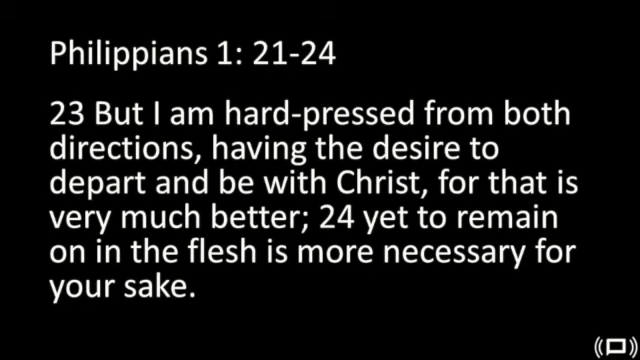 Philippians 1: 21-24
23 But I am hard-pressed from both
directions, having the desire to
depart and be with Christ, for that is
very much better; 24 yet to remain
on in the flesh is more necessary for
your sake.